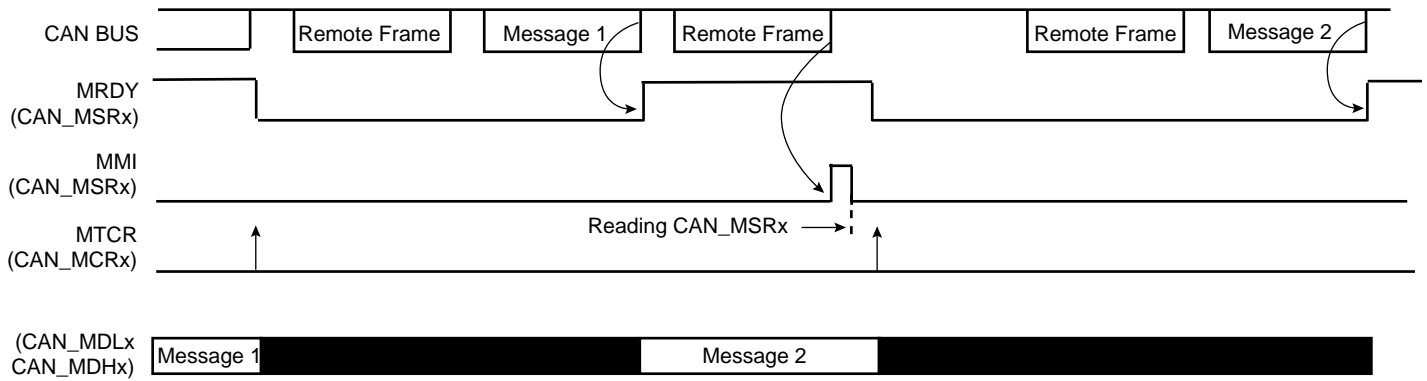 CAN BUS
Remote Frame
Message 1
Remote Frame
Remote Frame
Message 2
MRDY
(CAN_MSRx)
MMI
(CAN_MSRx)
Reading CAN_MSRx
MTCR
(CAN_MCRx)
(CAN_MDLx
CAN_MDHx)
Message 1
Message 2